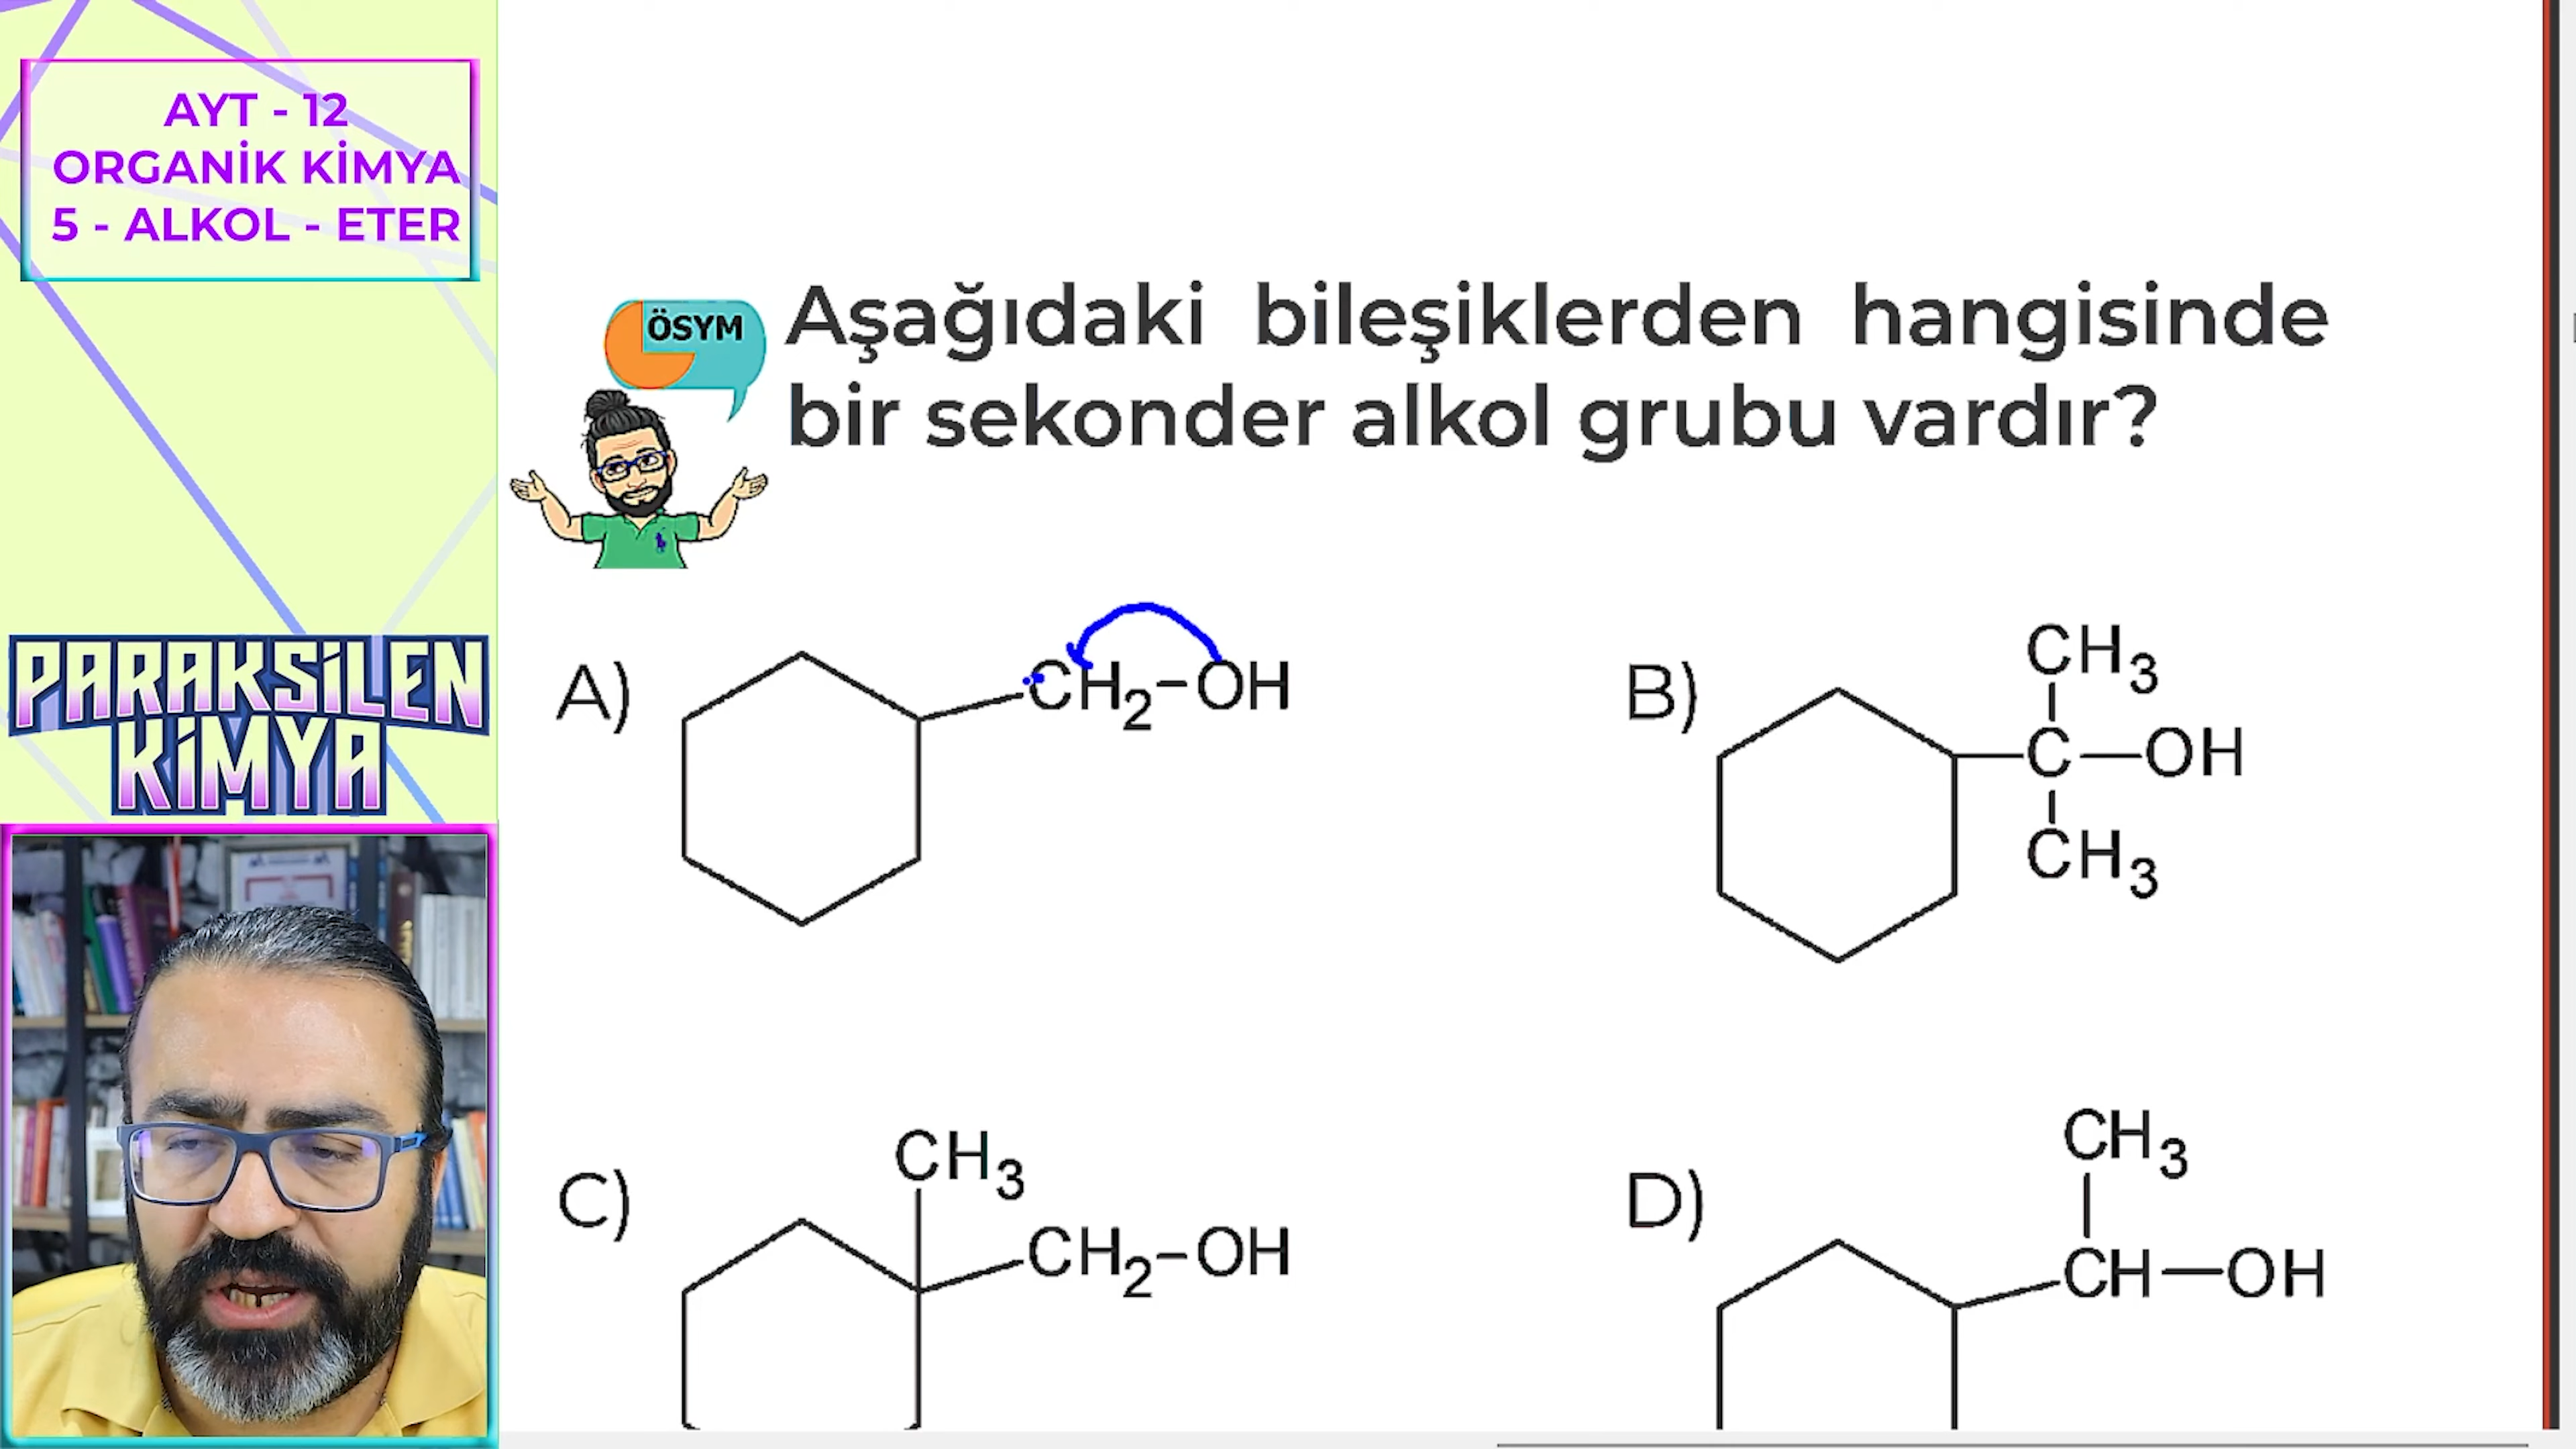 AYT - 12
ORGANİK KİMYA
5 - ALKOL - ETER
PARAKSİLEN
KİMYA
ÖSYM
Aşağıdaki bileşiklerden hangisinde
bir sekonder alkol grubu vardır?
A)
CH₂-OH
B)
CH₃
C—OH
CH₃
C)
CH₃
CH₂-OH
D)
CH₃
CH—OH